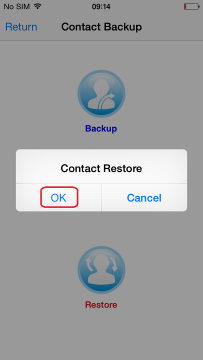 No SIM 09:14
Return Contact Backup
Backup
Contact Restore
OK Cancel
Restore